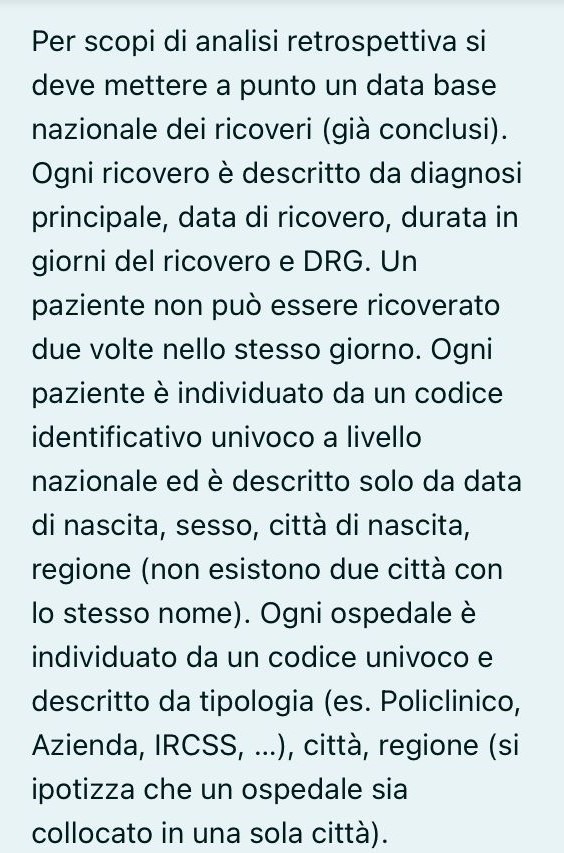 Per scopi di analisi retrospettiva si
deve mettere a punto un data base
nazionale dei ricoveri (già conclusi).
Ogni ricovero è descritto da diagnosi
principale, data di ricovero, durata in
giorni del ricovero e DRG. Un
paziente non può essere ricoverato
due volte nello stesso giorno. Ogni
paziente è individuato da un codice
identificativo univoco a livello
nazionale ed è descritto solo da data
di nascita, sesso, città di nascita,
regione (non esistono due città con
lo stesso nome). Ogni ospedale è
individuato da un codice univoco e
descritto da tipologia (es. Policlinico,
Azienda, IRCSS, ...), città, regione (si
ipotizza che un ospedale sia
collocato in una sola città).